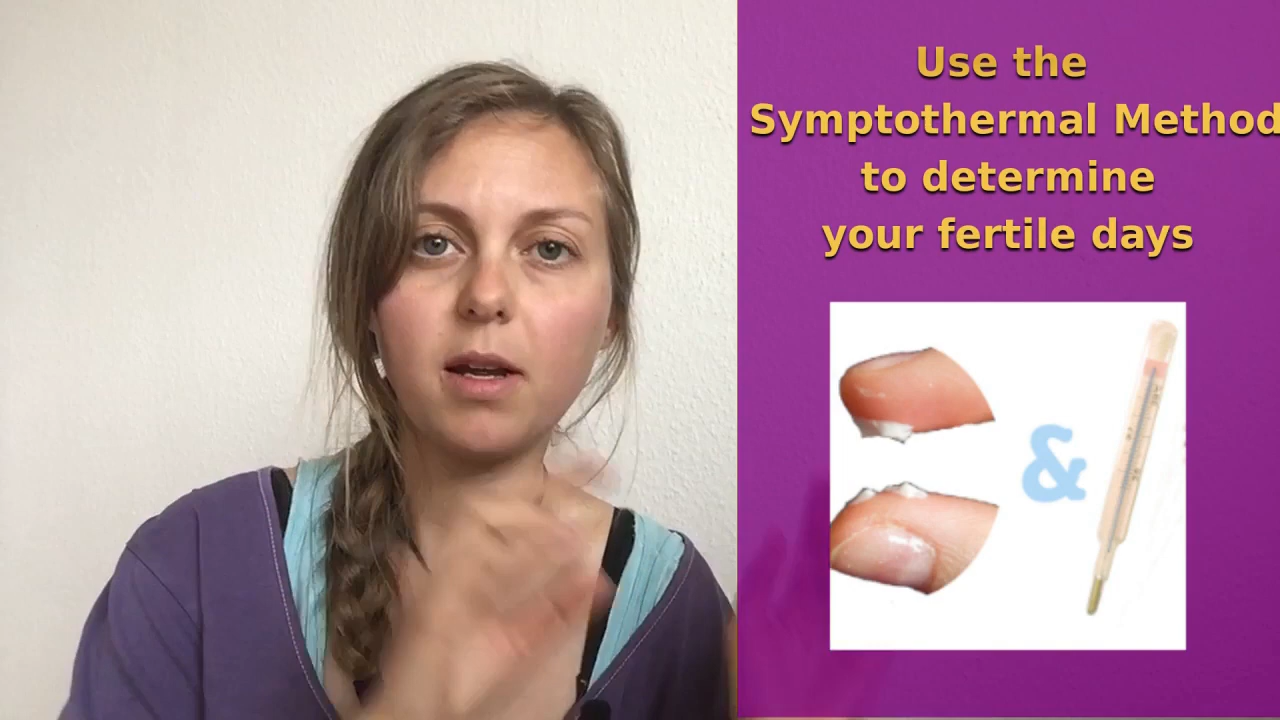 Use the
Symptothermal Method
to determine
your fertile days
&